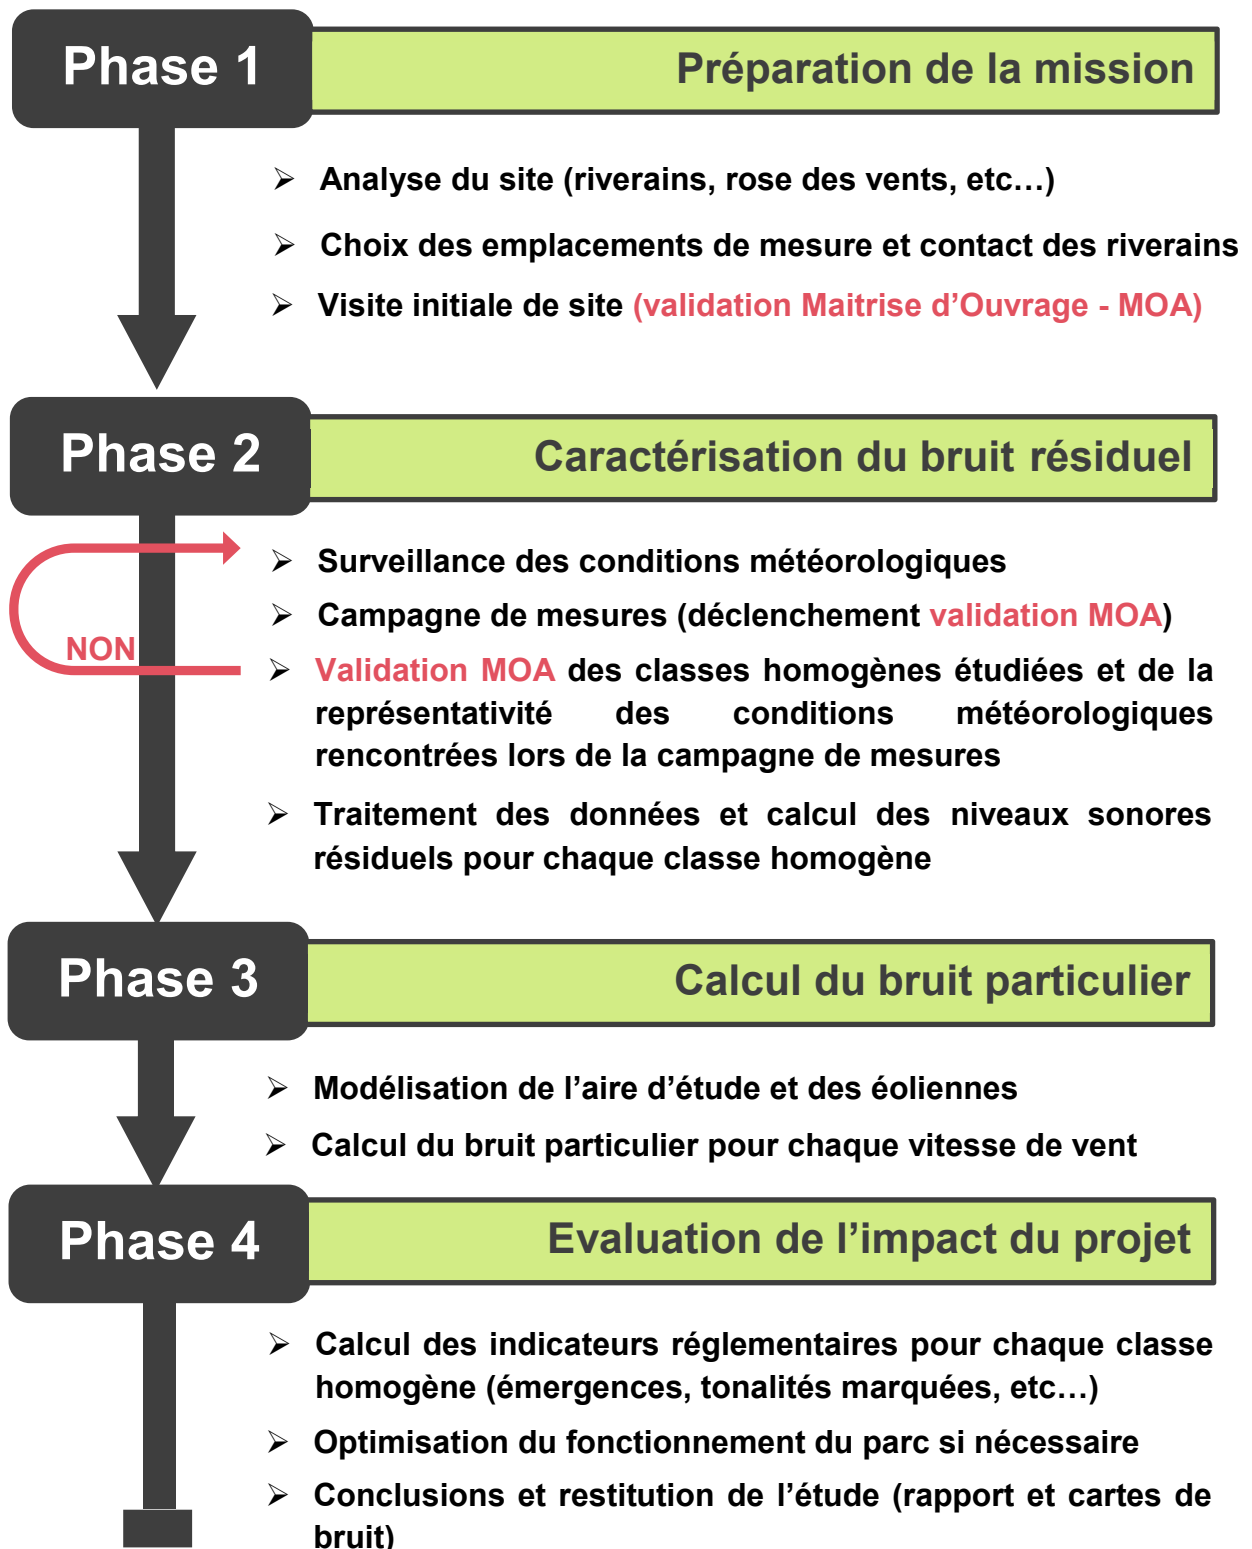 Phase 1
Préparation de la mission
➢ Analyse du site (riverains, rose des vents, etc…)
➢ Choix des emplacements de mesure et contact des riverains
➢ Visite initiale de site (validation Maitrise d’Ouvrage - MOA)
Phase 2
Caractérisation du bruit résiduel
➢ Surveillance des conditions météorologiques
➢ Campagne de mesures (déclenchement validation MOA)
NON
➢ Validation MOA des classes homogènes étudiées et de la
représentativité des conditions météorologiques
rencontrées lors de la campagne de mesures
➢ Traitement des données et calcul des niveaux sonores
résiduels pour chaque classe homogène
Phase 3
Calcul du bruit particulier
➢ Modélisation de l’aire d’étude et des éoliennes
➢ Calcul du bruit particulier pour chaque vitesse de vent
Phase 4
Evaluation de l’impact du projet
➢ Calcul des indicateurs réglementaires pour chaque classe
homogène (émergences, tonalités marquées, etc…)
➢ Optimisation du fonctionnement du parc si nécessaire
➢ Conclusions et restitution de l’étude (rapport et cartes de
bruit)